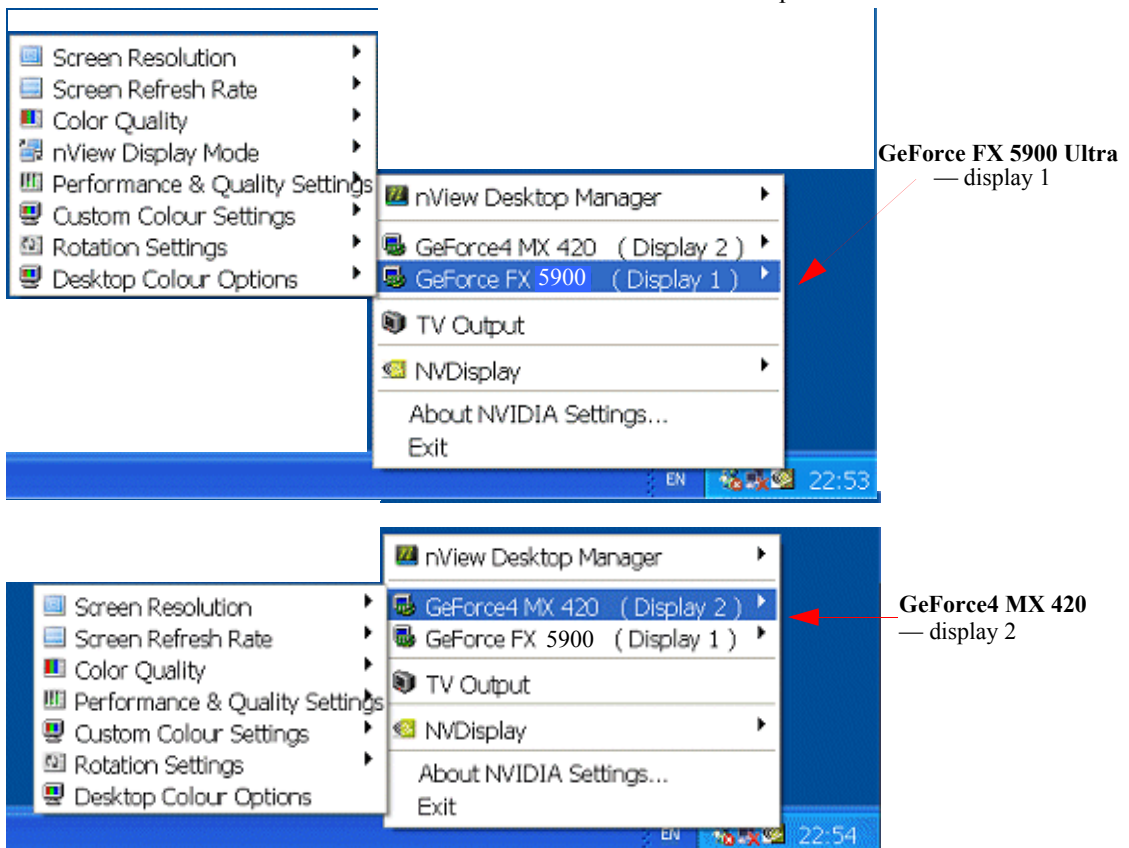 Screen Resolution
Screen Refresh Rate
Color Quality
nView Display Mode
Performance & Quality Settings
Custom Colour Settings
Rotation Settings
Desktop Colour Options
nView Desktop Manager
GeForce4 MX 420 ( Display 2 )
GeForce FX 5900 ( Display 1 )
TV Output
NVDisplay
About NVIDIA Settings...
Exit
EN 22:53
GeForce FX 5900 Ultra
— display 1
Screen Resolution
Screen Refresh Rate
Color Quality
Performance & Quality Settings
Custom Colour Settings
Rotation Settings
Desktop Colour Options
nView Desktop Manager
GeForce4 MX 420 ( Display 2 )
GeForce FX 5900 ( Display 1 )
TV Output
NVDisplay
About NVIDIA Settings...
Exit
EN 22:54
GeForce4 MX 420
— display 2